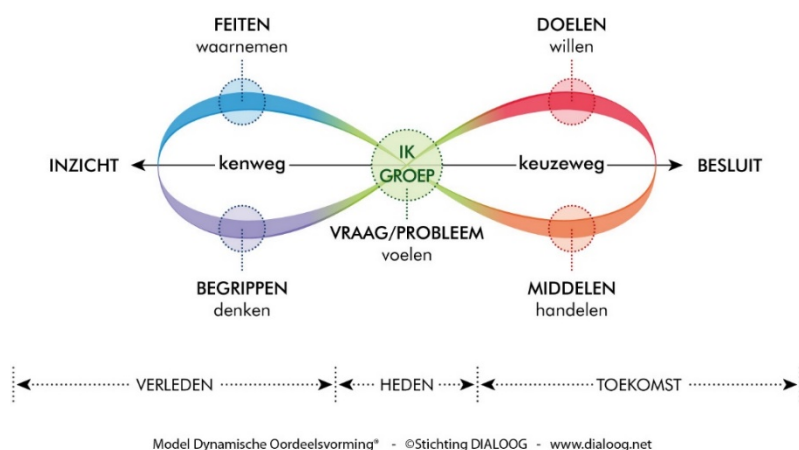 FEITEN
waarnemen
DOELEN
willen
INZICHT
kenweg
IK
GROEP
keuzeweg
BESLUIT
VRAAG/PROBLEEM
voelen
BEGRIPPEN
denken
MIDDELEN
handelen
VERLEDEN
HEDEN
TOEKOMST
Model Dynamische Oordeelsvorming® - ©Stichting DIALOOG - www.dialoog.net